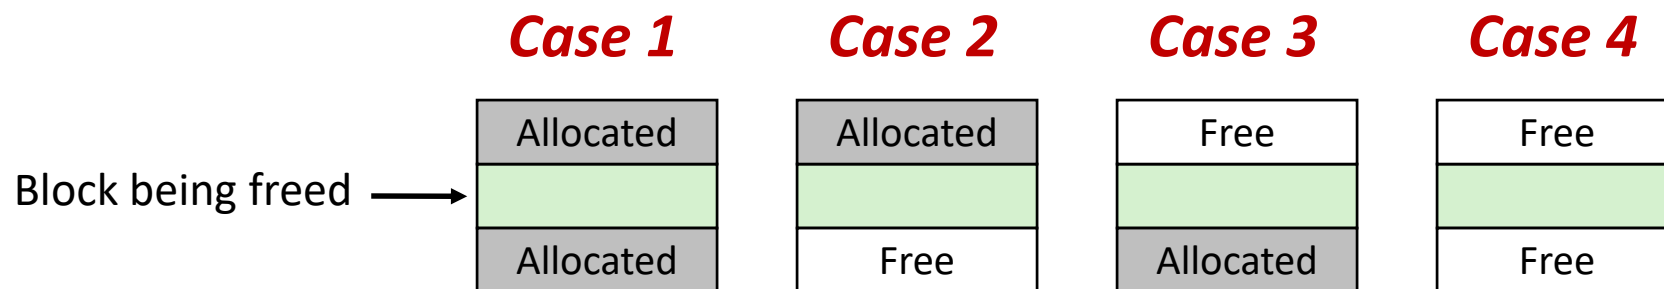 Case 1 Case 2 Case 3 Case 4
Allocated Allocated Free Free
Block being freed
Allocated Free Allocated Free